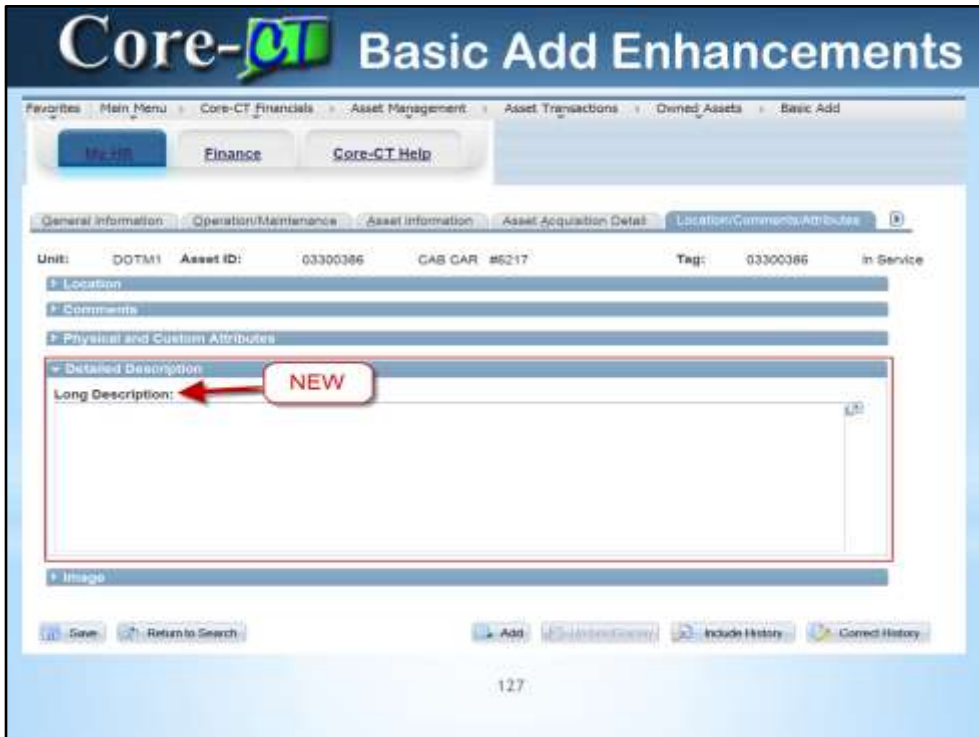 Core-CT Basic Add Enhancements
Favorites Main Menu Core-CT Financials Asset Management Asset Transactions Owned Assets Basic Add
My HR Finance Core-CT Help
General Information Operation/Maintenance Asset Information Asset Acquisition Detail Location/Comments/Attributes
Unit: DOTM1 Asset ID: 03300386 CAB CAR #6217 Tag: 03300386 In Service
Location
Comments
Physical and Custom Attributes
Detailed Description
NEW
Long Description:
Image
Save Return to Search Add Update/Display Include History Correct History
127